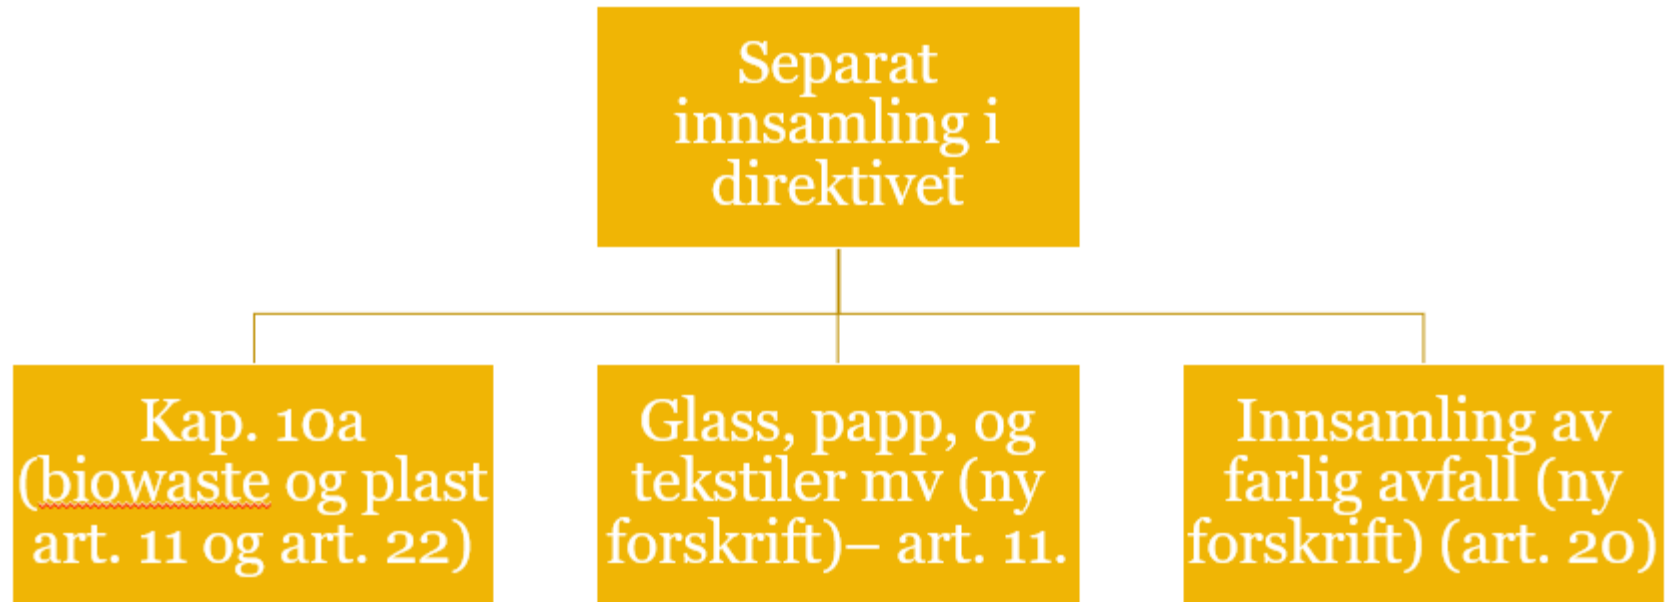 Separat
innsamling i
direktivet
Kap. 10a
(biowaste og plast
art. 11 og art. 22)
Glass, papp, og
tekstiler mv (ny
forskrift)– art. 11.
Innsamling av
farlig avfall (ny
forskrift) (art. 20)